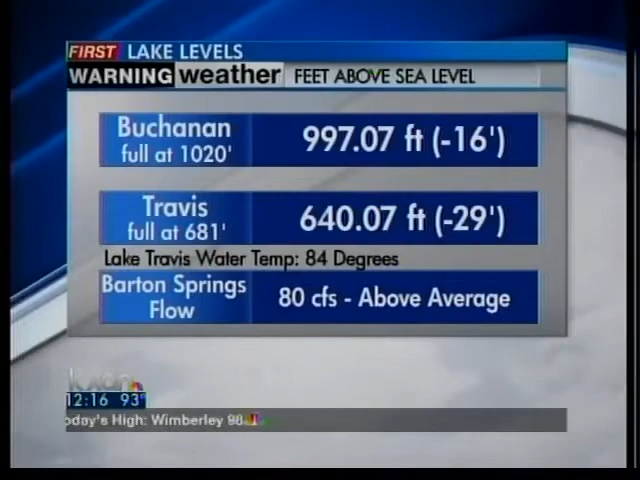 FIRST LAKE LEVELS
WARNING weather FEET ABOVE SEA LEVEL
Buchanan
full at 1020'
997.07 ft (-16')
Travis
full at 681'
640.07 ft (-29')
Lake Travis Water Temp: 84 Degrees
Barton Springs
Flow
80 cfs - Above Average
kxan
12:16 93°
oday's High: Wimberley 98